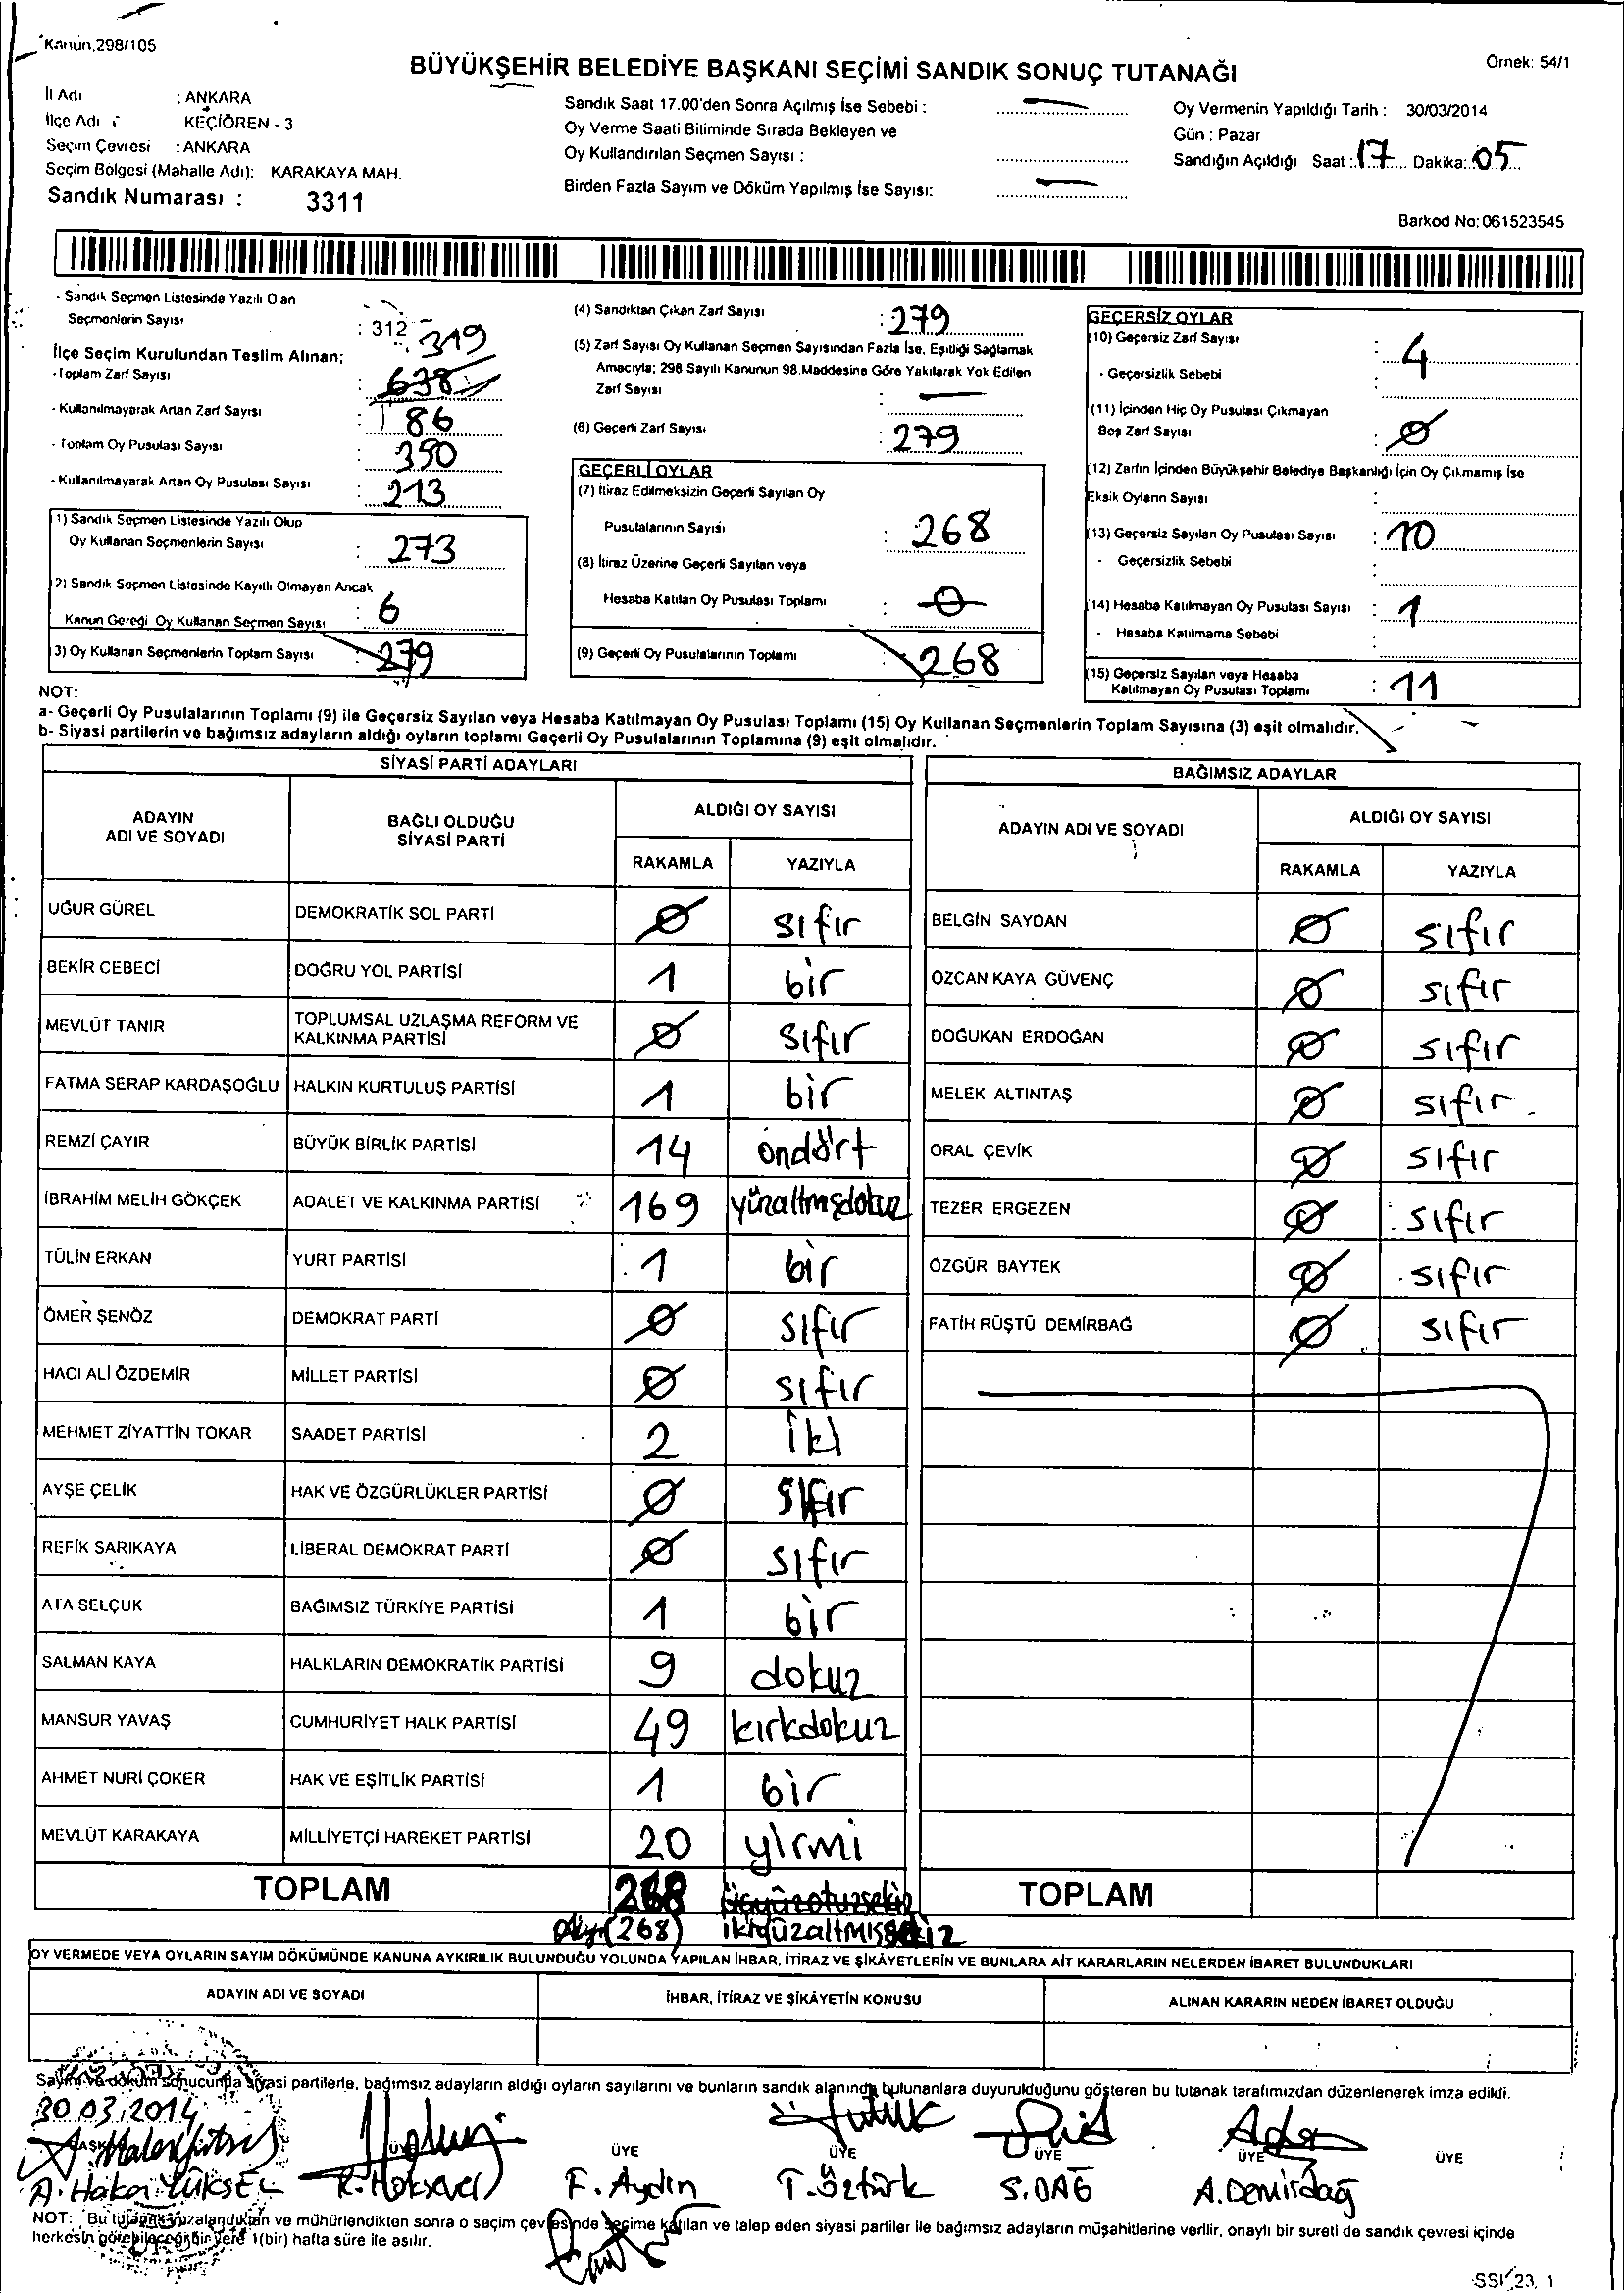 Kanun,298/105
BÜYÜKŞEHİR BELEDİYE BAŞKANI SEÇİMİ SANDIK SONUÇ TUTANAĞI
Örnek: 54/1
İl Adı : ANKARA
İlçe Adı : KEÇİÖREN - 3
Seçim Çevresi : ANKARA
Seçim Bölgesi (Mahalle Adı): KARAKAYA MAH.
Sandık Numarası : 3311
Sandık Saat 17.00'den Sonra Açılmış İse Sebebi :
Oy Verme Saati Bitiminde Sırada Bekleyen ve
Oy Kullandırılan Seçmen Sayısı :
Birden Fazla Sayım ve Döküm Yapılmış İse Sayısı:
Oy Vermenin Yapıldığı Tarih : 30/03/2014
Gün : Pazar
Sandığın Açıldığı Saat : 17 Dakika: 05
Barkod No: 061523545
- Sandık Seçmen Listesinde Yazılı Olan
Seçmenlerin Sayısı : 312 319
İlçe Seçim Kurulundan Teslim Alınan;
- Toplam Zarf Sayısı : 638
- Kullanılmayarak Artan Zarf Sayısı : 86
- Toplam Oy Pusulası Sayısı : 350
- Kullanılmayarak Artan Oy Pusulası Sayısı : 213
1) Sandık Seçmen Listesinde Yazılı Olup
Oy Kullanan Seçmenlerin Sayısı : 273
2) Sandık Seçmen Listesinde Kayıtlı Olmayan Ancak
Kanun Gereği Oy Kullanan Seçmen Sayısı : 6
3) Oy Kullanan Seçmenlerin Toplam Sayısı : 279
(4) Sandıktan Çıkan Zarf Sayısı : 279
(5) Zarf Sayısı Oy Kullanan Seçmen Sayısından Fazla İse, Eşitliği Sağlamak
Amacıyla; 298 Sayılı Kanunun 98.Maddesine Göre Yakılarak Yok Edilen
Zarf Sayısı :
(6) Geçerli Zarf Sayısı : 279
GEÇERLİ OYLAR
(7) İtiraz Edilmeksizin Geçerli Sayılan Oy
Pusulalarının Sayısı : 268
(8) İtiraz Üzerine Geçerli Sayılan veya
Hesaba Katılan Oy Pusulası Toplamı : 0
(9) Geçerli Oy Pusulalarının Toplamı : 268
GEÇERSİZ OYLAR
(10) Geçersiz Zarf Sayısı : 4
- Geçersizlik Sebebi :
(11) İçinden Hiç Oy Pusulası Çıkmayan
Boş Zarf Sayısı : Ø
(12) Zarfın İçinden Büyükşehir Belediye Başkanlığı İçin Oy Çıkmamış İse
Eksik Oyların Sayısı :
(13) Geçersiz Sayılan Oy Pusulası Sayısı : 10
- Geçersizlik Sebebi :
(14) Hesaba Katılmayan Oy Pusulası Sayısı : 1
- Hesaba Katılmama Sebebi
(15) Geçersiz Sayılan veya Hesaba
Katılmayan Oy Pusulası Toplamı : 11
NOT:
a- Geçerli Oy Pusulalarının Toplamı (9) ile Geçersiz Sayılan veya Hesaba Katılmayan Oy Pusulası Toplamı (15) Oy Kullanan Seçmenlerin Toplam Sayısına (3) eşit olmalıdır.
b- Siyasi partilerin ve bağımsız adayların aldığı oyların toplamı Geçerli Oy Pusulalarının Toplamına (9) eşit olmalıdır.
SİYASİ PARTİ ADAYLARI
BAĞIMSIZ ADAYLAR
ADAYIN ADI VE SOYADI
BAĞLI OLDUĞU SİYASİ PARTİ
ALDIĞI OY SAYISI
RAKAMLA YAZIYLA
ADAYIN ADI VE SOYADI
ALDIĞI OY SAYISI
RAKAMLA YAZIYLA
UĞUR GÜREL DEMOKRATİK SOL PARTİ Ø sıfır BELGİN SAYDAN Ø sıfır
BEKİR CEBECİ DOĞRU YOL PARTİSİ 1 bir ÖZCAN KAYA GÜVENÇ Ø sıfır
MEVLÜT TANIR TOPLUMSAL UZLAŞMA REFORM VE KALKINMA PARTİSİ Ø sıfır DOĞUKAN ERDOĞAN Ø sıfır
FATMA SERAP KARDAŞOĞLU HALKIN KURTULUŞ PARTİSİ 1 bir MELEK ALTINTAŞ Ø sıfır
REMZİ ÇAYIR BÜYÜK BİRLİK PARTİSİ 14 ondört ORAL ÇEVİK Ø sıfır
İBRAHİM MELİH GÖKÇEK ADALET VE KALKINMA PARTİSİ 169 yüzaltmışdokuz TEZER ERGEZEN Ø sıfır
TÜLİN ERKAN YURT PARTİSİ 1 bir ÖZGÜR BAYTEK Ø sıfır
ÖMER ŞENÖZ DEMOKRAT PARTİ Ø sıfır FATİH RÜŞTÜ DEMİRBAĞ Ø sıfır
HACI ALİ ÖZDEMİR MİLLET PARTİSİ Ø sıfır
MEHMET ZİYATTİN TOKAR SAADET PARTİSİ 2 iki
AYŞE ÇELİK HAK VE ÖZGÜRLÜKLER PARTİSİ Ø sıfır
REFİK SARIKAYA LİBERAL DEMOKRAT PARTİ Ø sıfır
ATA SELÇUK BAĞIMSIZ TÜRKİYE PARTİSİ 1 bir
SALMAN KAYA HALKLARIN DEMOKRATİK PARTİSİ 9 dokuz
MANSUR YAVAŞ CUMHURİYET HALK PARTİSİ 49 kırkdokuz
AHMET NURİ ÇOKER HAK VE EŞİTLİK PARTİSİ 1 bir
MEVLÜT KARAKAYA MİLLİYETÇİ HAREKET PARTİSİ 20 yirmi
TOPLAM 268 TOPLAM
(268) ikiyüzaltmışsekiz
OY VERMEDE VEYA OYLARIN SAYIM DÖKÜMÜNDE KANUNA AYKIRILIK BULUNDUĞU YOLUNDA YAPILAN İHBAR, İTİRAZ VE ŞİKÂYETLERİN VE BUNLARA AİT KARARLARIN NELERDEN İBARET BULUNDUKLARI
ADAYIN ADI VE SOYADI İHBAR, İTİRAZ VE ŞİKÂYETİN KONUSU ALINAN KARARIN NEDEN İBARET OLDUĞU
Sayım ve döküm sonucunda siyasi partilerle, bağımsız adayların aldığı oyların sayılarını ve bunların sandık alanında bulunanlara duyurulduğunu gösteren bu tutanak tarafımızdan düzenlenerek imza edildi.
30.03.2014
ÜYE ÜYE ÜYE ÜYE ÜYE ÜYE
A. Hakan YÜKSEL F. Aydın T. Öztürk S. DAĞ A. Demirdağ
NOT: Bu tutanak imzalandıktan ve mühürlendikten sonra o seçim çevresinde seçime katılan ve talep eden siyasi partiler ile bağımsız adayların müşahitlerine verilir, onaylı bir sureti de sandık çevresi içinde
herkesin görebileceği bir yere 1(bir) hafta süre ile asılır.
SSI 23, 1